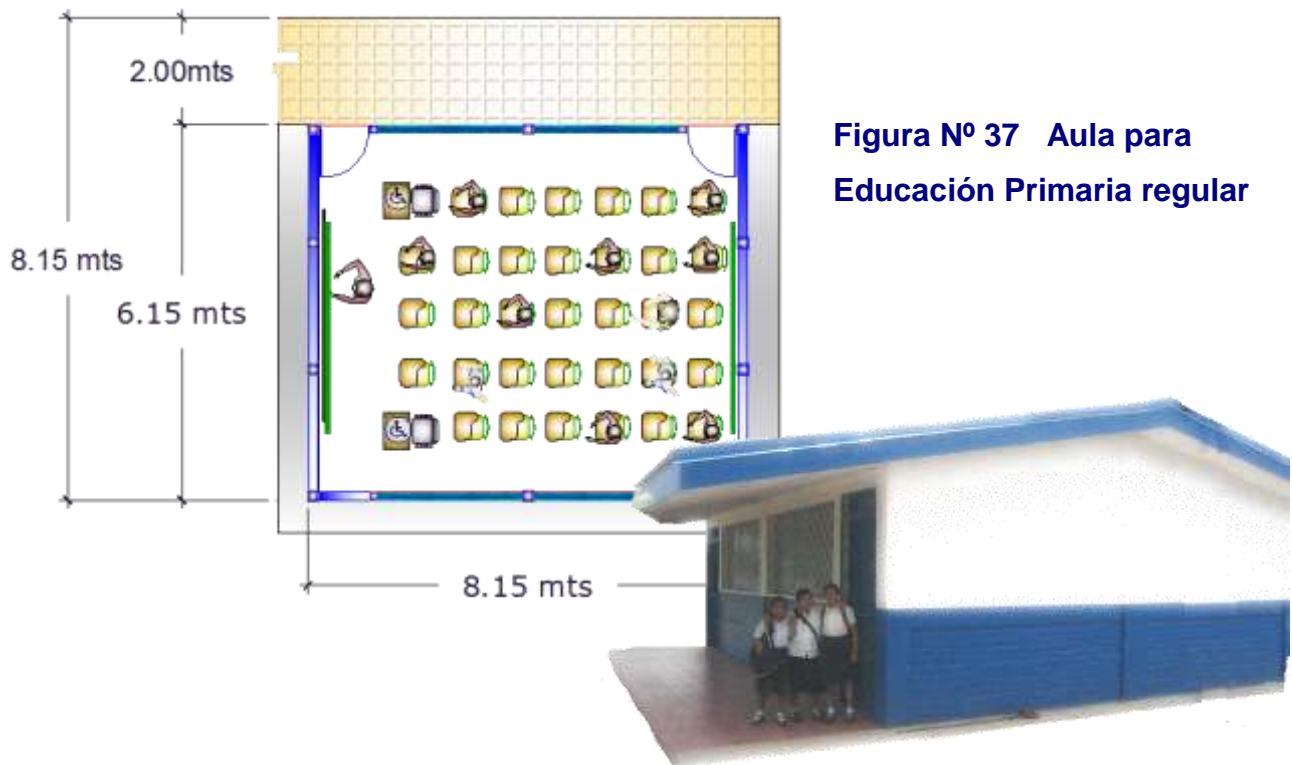 2.00mts
Figura Nº 37 Aula para
Educación Primaria regular
8.15 mts
6.15 mts
8.15 mts